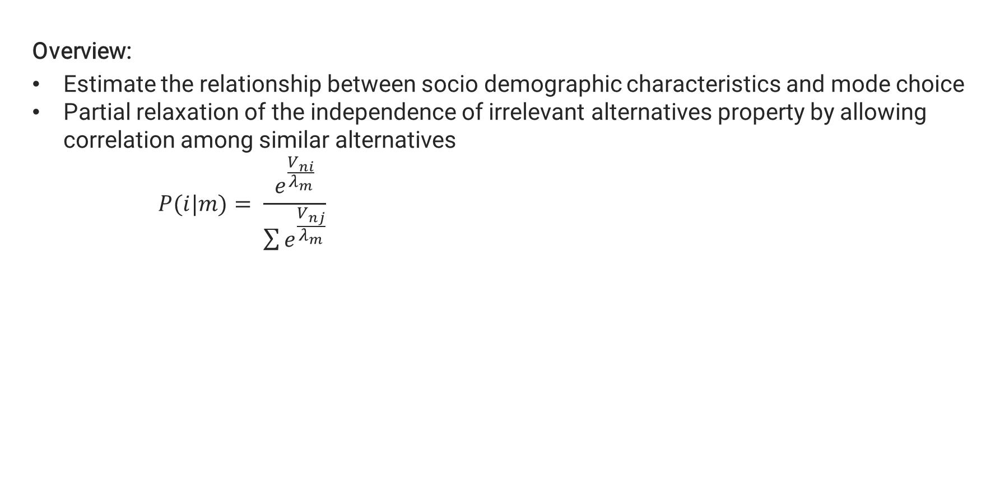 Overview:
• Estimate the relationship between socio demographic characteristics and mode choice
• Partial relaxation of the independence of irrelevant alternatives property by allowing
correlation among similar alternatives
P(i|m) = \frac{e^{\frac{V_{ni}}{\lambda_m}}}{\sum e^{\frac{V_{nj}}{\lambda_m}}}